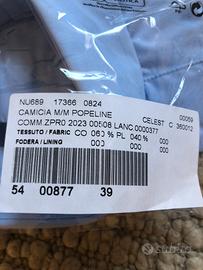 NU689 17366 0824
00059
CAMICIA M/M POPELINE
CELEST C 360012
COMM.ZPR0 2023 00508 LANC.0000377
TESSUTO / FABRIC CO 060 % PL 040 % 000
FODERA / LINING 000 000 000
54 00877 39
subito